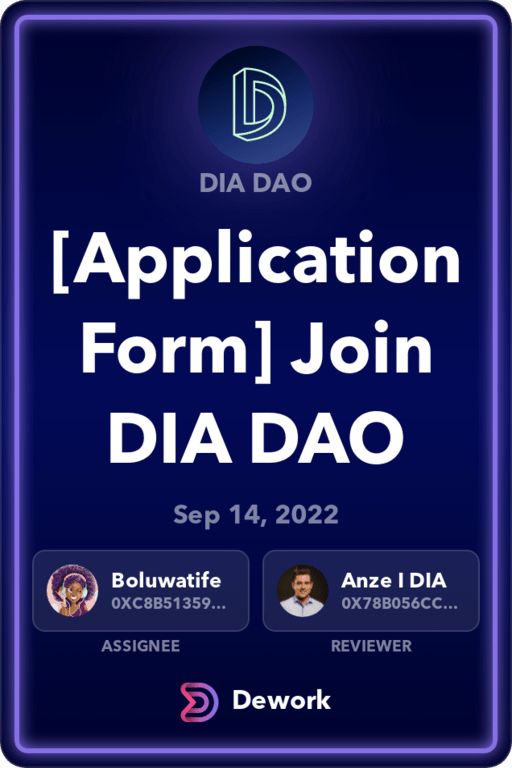 DIA DAO
[Application
Form] Join
DIA DAO
Sep 14, 2022
Boluwatife
0XC8B51359...
Anze I DIA
0X78B056CC...
ASSIGNEE
REVIEWER
Dework